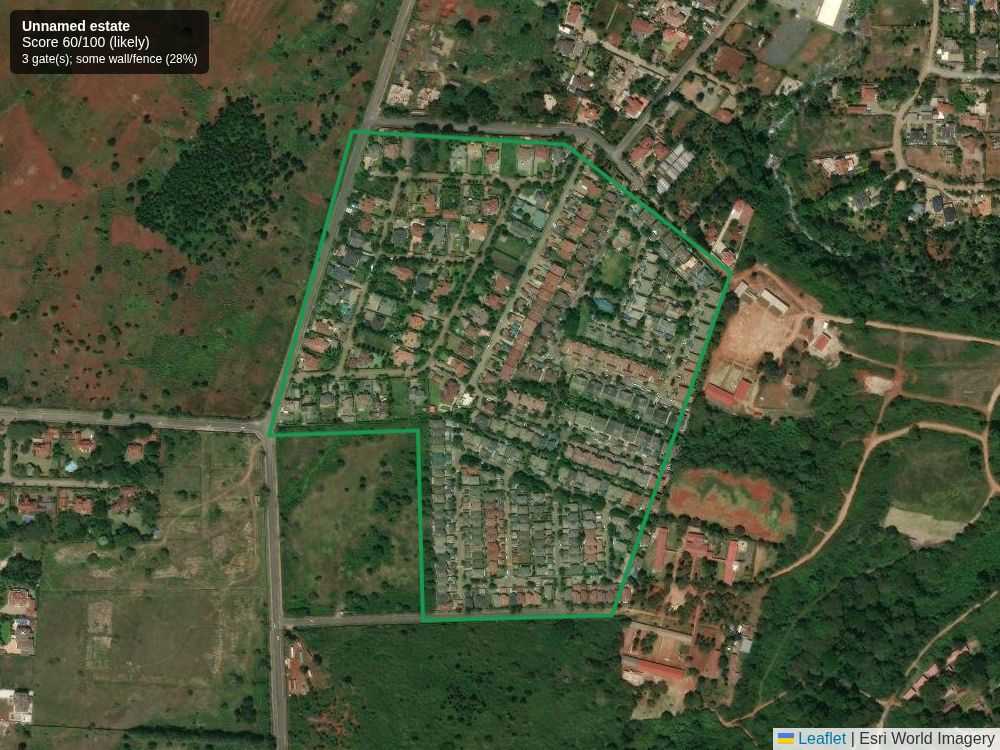 Unnamed estate
Score 60/100 (likely)
3 gate(s); some wall/fence (28%)
Leaflet | Esri World Imagery